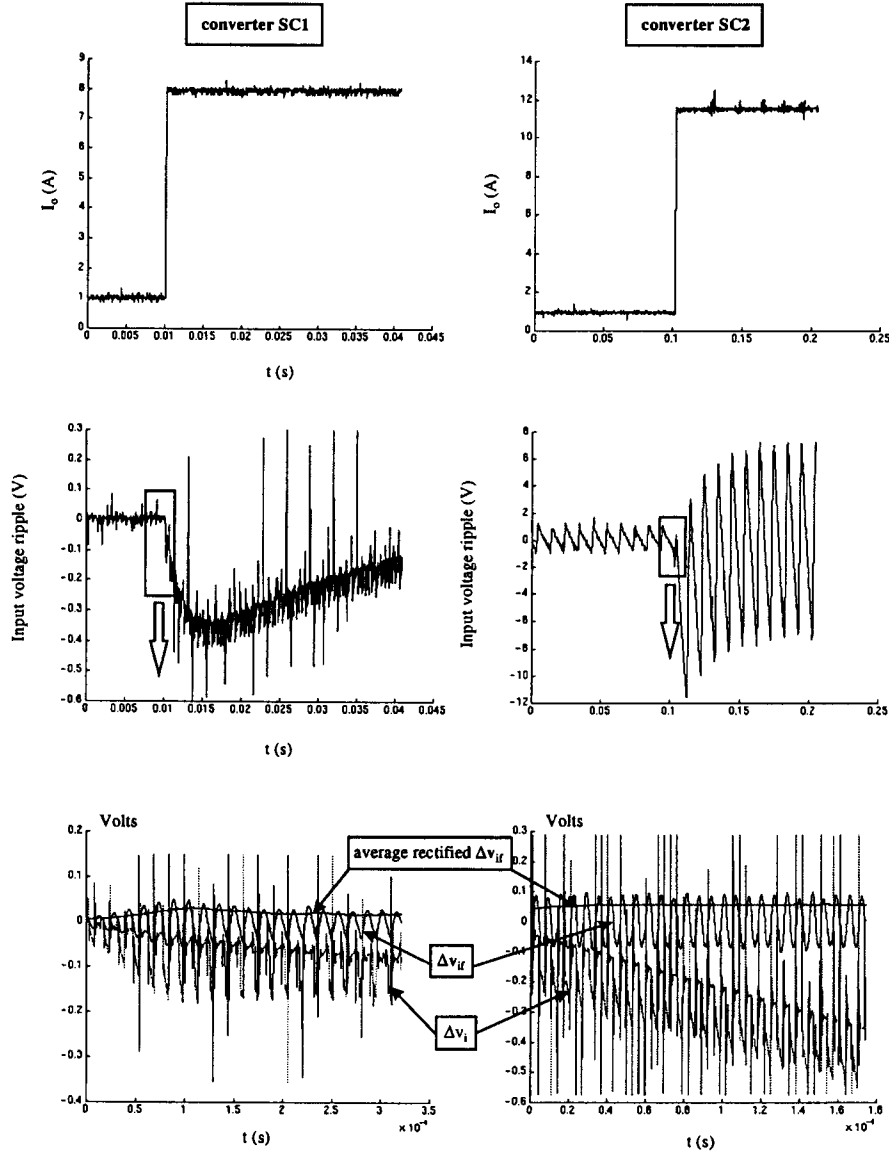 converter SC1
converter SC2
9
8
7
6
5
4
3
2
1
0
I₀ (A)
0 0.005 0.01 0.015 0.02 0.025 0.03 0.035 0.04 0.045
t (s)
14
12
10
8
6
4
2
0
I₀ (A)
0 0.05 0.1 0.15 0.2 0.25
0.3
0.2
0.1
0
-0.1
-0.2
-0.3
-0.4
-0.5
-0.6
Input voltage ripple (V)
0 0.005 0.01 0.015 0.02 0.025 0.03 0.035 0.04 0.045
t (s)
8
6
4
2
0
-2
-4
-6
-8
-10
-12
Input voltage ripple (V)
0 0.05 0.1 0.15 0.2 0.25
t (s)
Volts
0.2
0.1
0
-0.1
-0.2
-0.3
-0.4
0 0.5 1 1.5 2 2.5 3 3.5
× 10⁻⁴
t (s)
average rectified Δv_if
Δv_if
Δv_i
Volts
0.3
0.2
0.1
0
-0.1
-0.2
-0.3
-0.4
-0.5
-0.6
0 0.2 0.4 0.6 0.8 1 1.2 1.4 1.6 1.8
× 10⁻⁴
t (s)